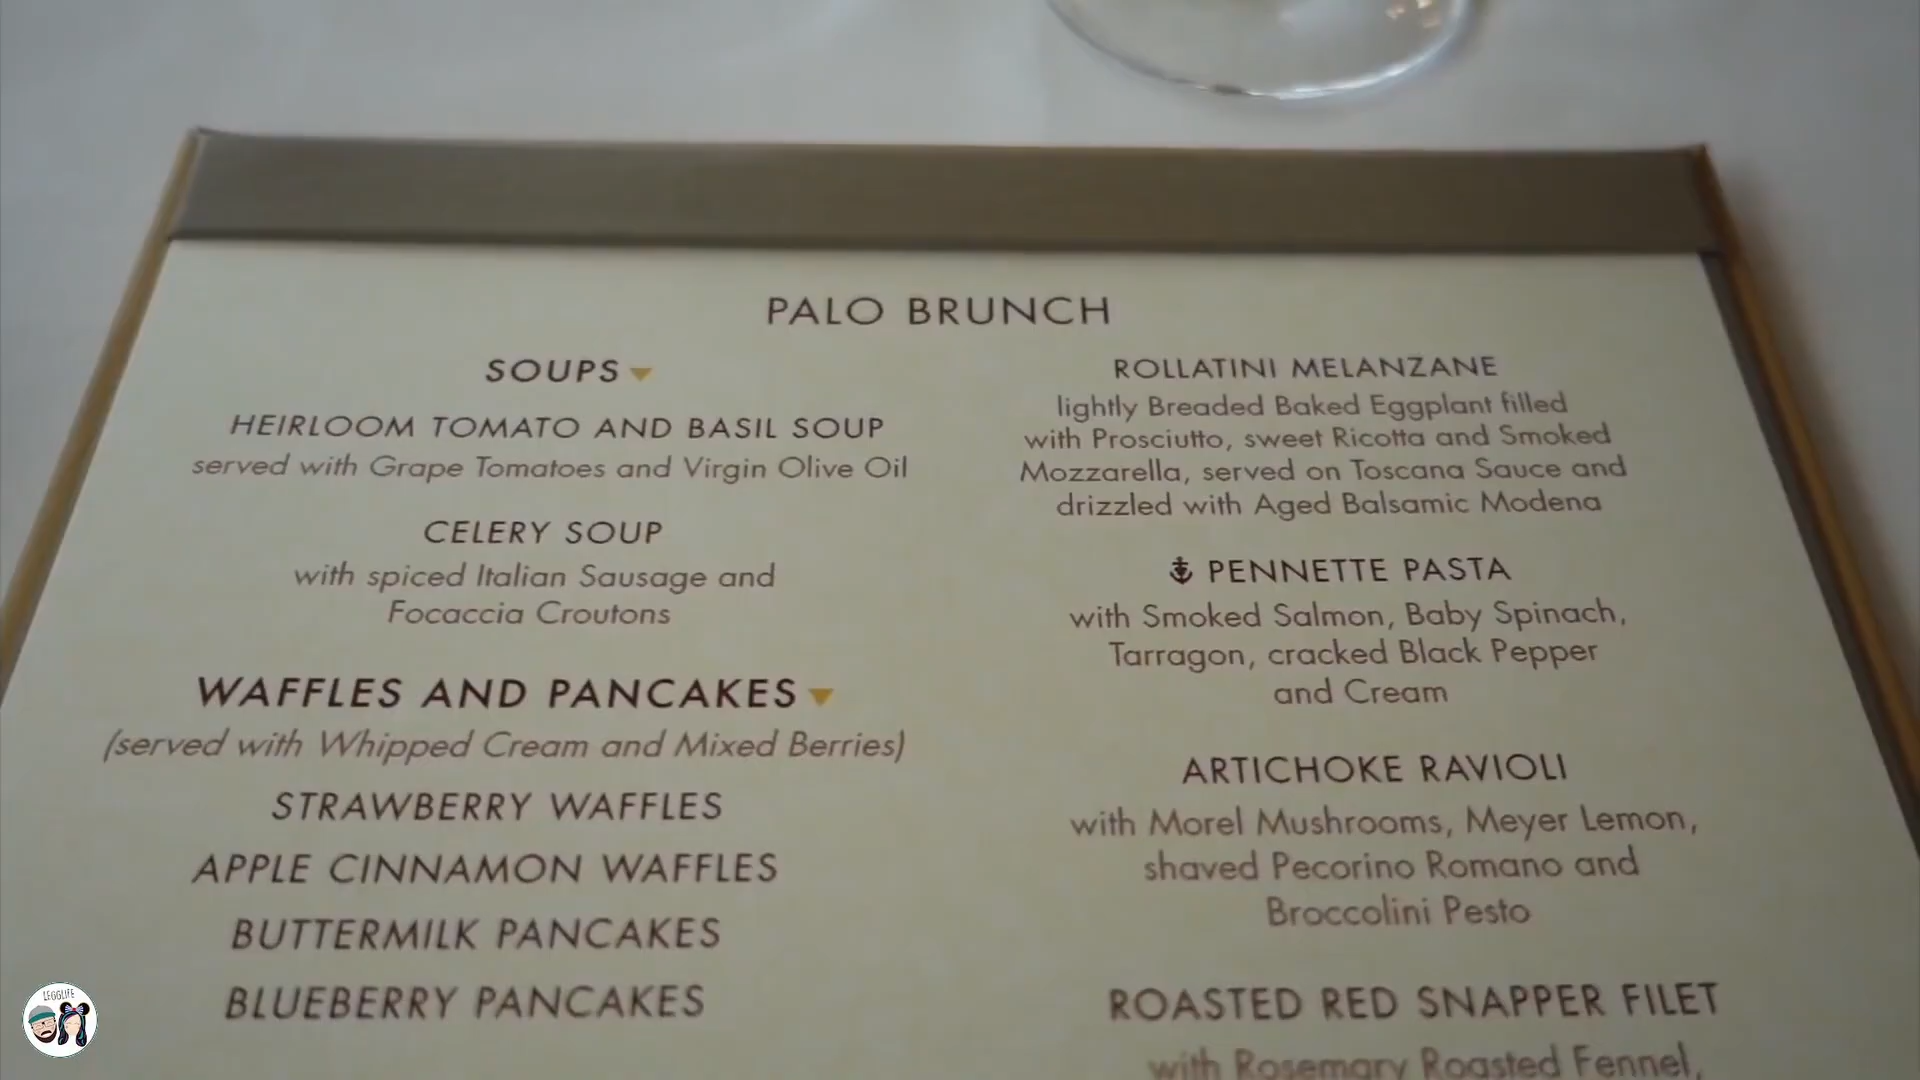 PALO BRUNCH
SOUPS
HEIRLOOM TOMATO AND BASIL SOUP
served with Grape Tomatoes and Virgin Olive Oil
CELERY SOUP
with spiced Italian Sausage and
Focaccia Croutons
WAFFLES AND PANCAKES
(served with Whipped Cream and Mixed Berries)
STRAWBERRY WAFFLES
APPLE CINNAMON WAFFLES
BUTTERMILK PANCAKES
BLUEBERRY PANCAKES
ROLLATINI MELANZANE
lightly Breaded Baked Eggplant filled
with Prosciutto, sweet Ricotta and Smoked
Mozzarella, served on Toscana Sauce and
drizzled with Aged Balsamic Modena
PENNETTE PASTA
with Smoked Salmon, Baby Spinach,
Tarragon, cracked Black Pepper
and Cream
ARTICHOKE RAVIOLI
with Morel Mushrooms, Meyer Lemon,
shaved Pecorino Romano and
Broccolini Pesto
ROASTED RED SNAPPER FILET
with Rosemary Roasted Fennel,
LEGGLIFE